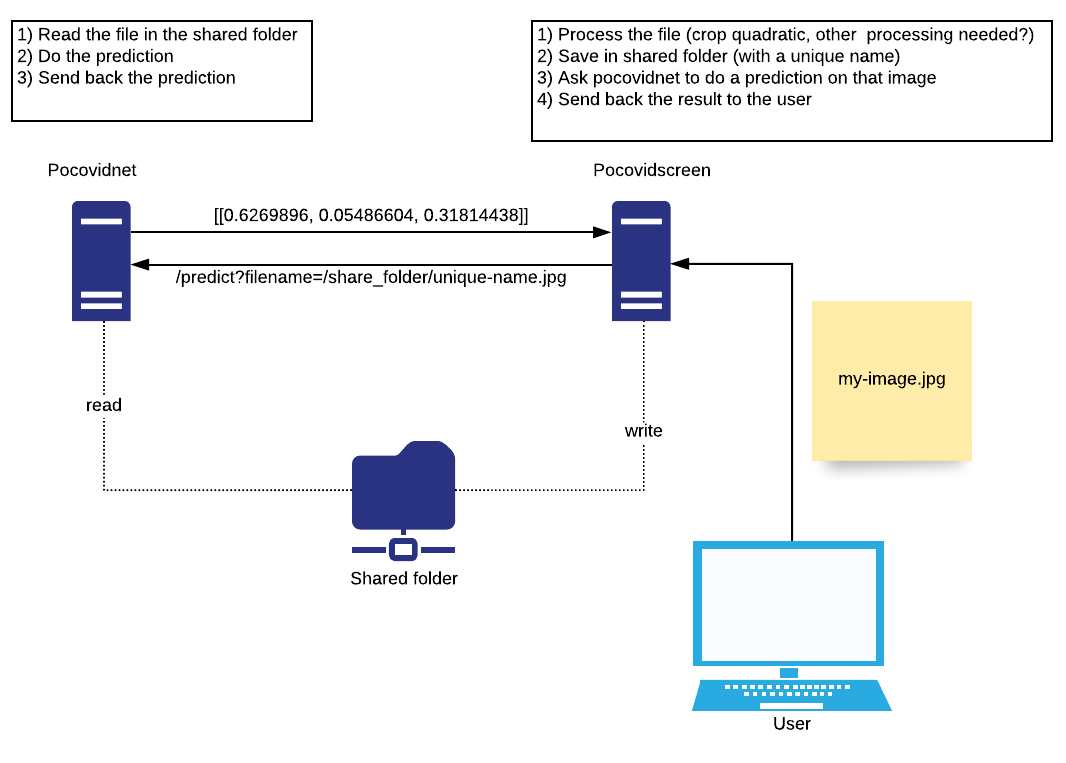 1) Read the file in the shared folder
2) Do the prediction
3) Send back the prediction
1) Process the file (crop quadratic, other  processing needed?)
2) Save in shared folder (with a unique name)
3) Ask pocovidnet to do a prediction on that image
4) Send back the result to the user
Pocovidnet
Pocovidscreen
[[0.6269896, 0.05486604, 0.31814438]]
/predict?filename=/share_folder/unique-name.jpg
my-image.jpg
read
write
Shared folder
User